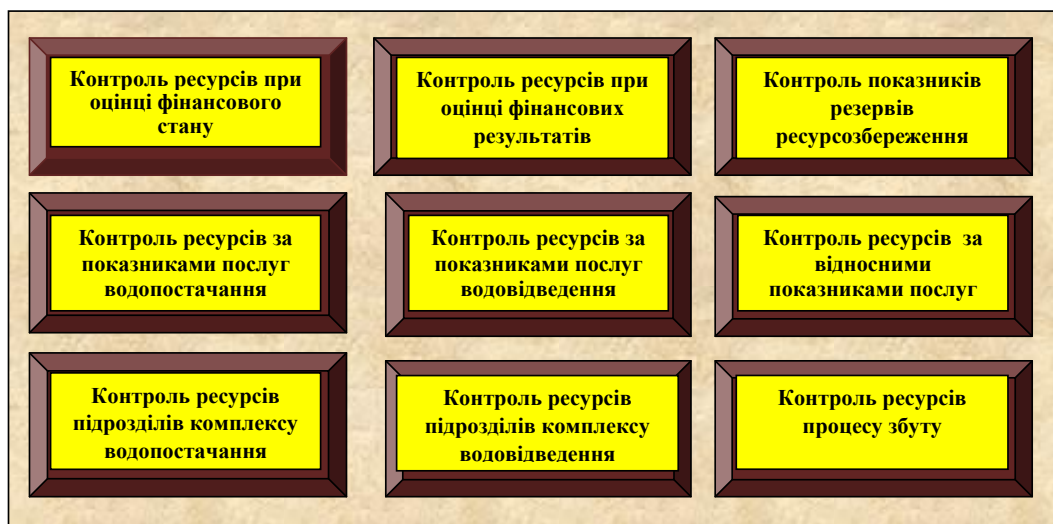 Контроль ресурсів при
оцінці фінансового
стану
Контроль ресурсів при
оцінці фінансових
результатів
Контроль показників
резервів
ресурсозбереження
Контроль ресурсів за
показниками послуг
водопостачання
Контроль ресурсів за
показниками послуг
водовідведення
Контроль ресурсів за
відносними
показниками послуг
Контроль ресурсів
підрозділів комплексу
водопостачання
Контроль ресурсів
підрозділів комплексу
водовідведення
Контроль ресурсів
процесу збуту